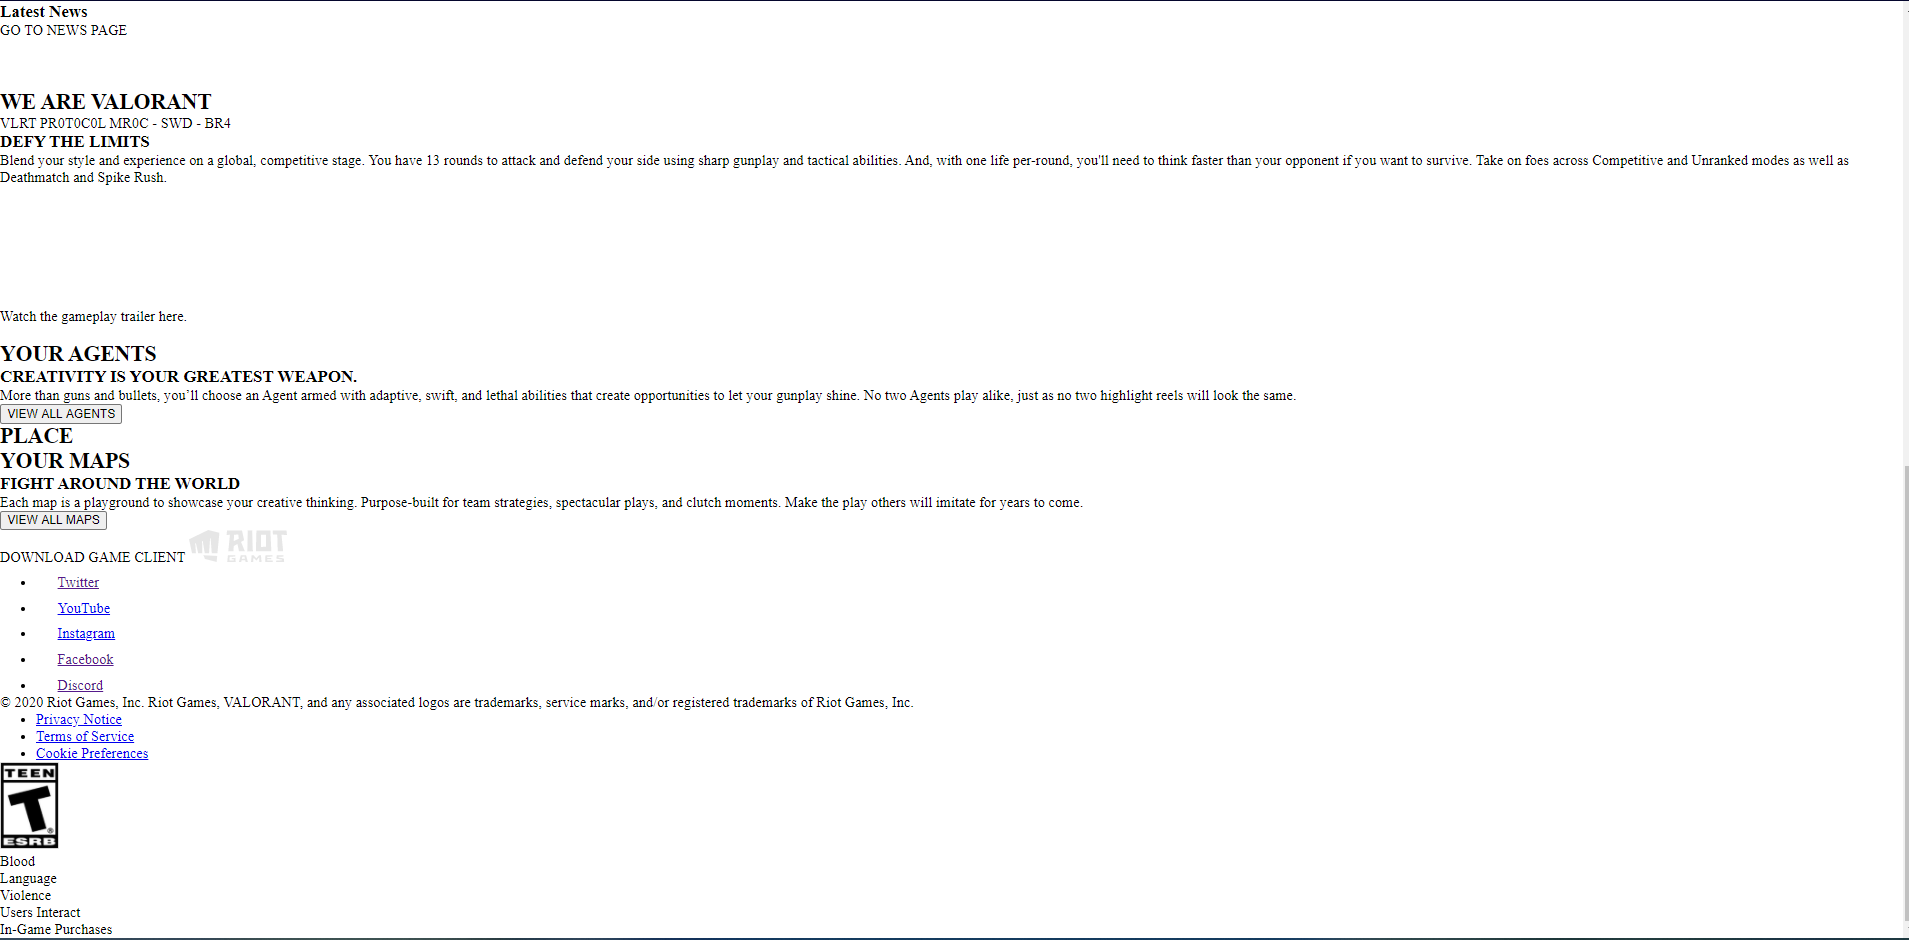 Latest News
GO TO NEWS PAGE
WE ARE VALORANT
VLRT PR0T0C0L MR0C - SWD - BR4
DEFY THE LIMITS
Blend your style and experience on a global, competitive stage. You have 13 rounds to attack and defend your side using sharp gunplay and tactical abilities. And, with one life per-round, you'll need to think faster than your opponent if you want to survive. Take on foes across Competitive and Unranked modes as well as
Deathmatch and Spike Rush.
Watch the gameplay trailer here.
YOUR AGENTS
CREATIVITY IS YOUR GREATEST WEAPON.
More than guns and bullets, you’ll choose an Agent armed with adaptive, swift, and lethal abilities that create opportunities to let your gunplay shine. No two Agents play alike, just as no two highlight reels will look the same.
VIEW ALL AGENTS
PLACE
YOUR MAPS
FIGHT AROUND THE WORLD
Each map is a playground to showcase your creative thinking. Purpose-built for team strategies, spectacular plays, and clutch moments. Make the play others will imitate for years to come.
VIEW ALL MAPS
DOWNLOAD GAME CLIENT
RIOT
GAMES
Twitter
YouTube
Instagram
Facebook
Discord
© 2020 Riot Games, Inc. Riot Games, VALORANT, and any associated logos are trademarks, service marks, and/or registered trademarks of Riot Games, Inc.
Privacy Notice
Terms of Service
Cookie Preferences
TEEN
T
®
ESRB
Blood
Language
Violence
Users Interact
In-Game Purchases